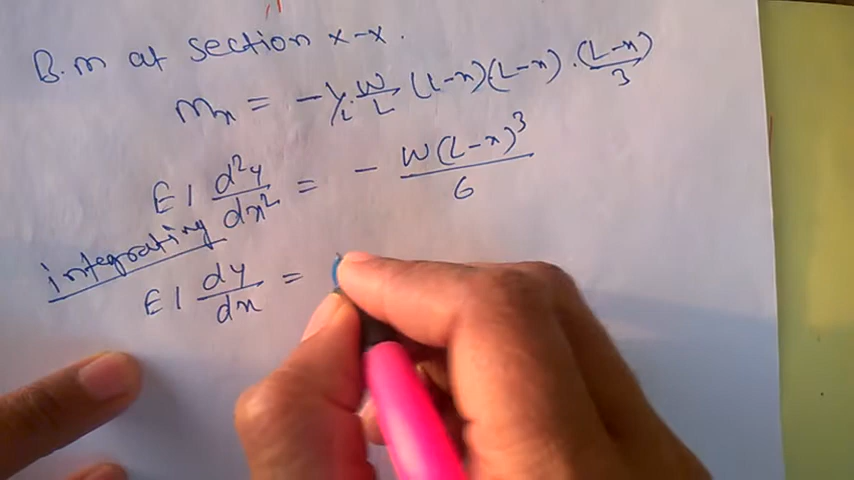 B.m at section x-x.
Mx = - 1/2 . W/L (L-x)(L-x) . (L-x)/3
EI d²y/dx² = - W(L-x)³/6
integrating
EI dy/dx =